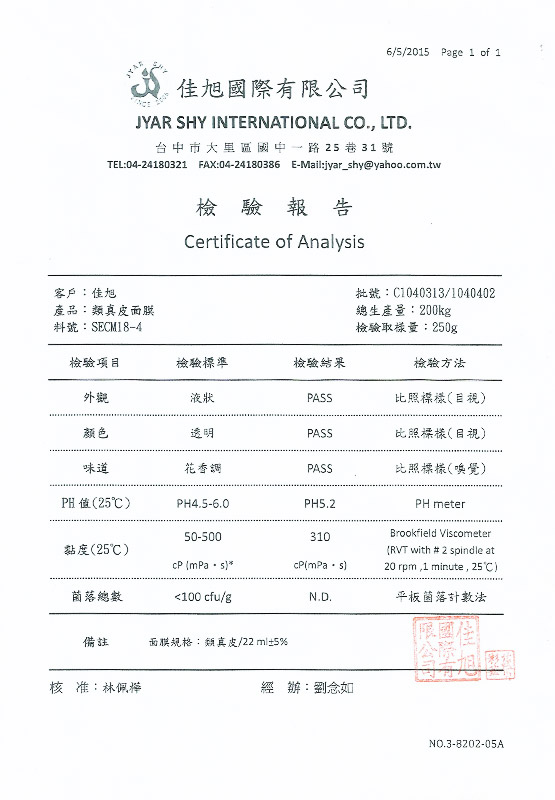 6/5/2015 Page 1 of 1
JYAR SHY
SINCE
佳旭國際有限公司
JYAR SHY INTERNATIONAL CO., LTD.
台中市大里區國中一路25巷31號
TEL:04-24180321 FAX:04-24180386 E-Mail:jyar_shy@yahoo.com.tw
檢驗報告
Certificate of Analysis
客戶：佳旭 批號：C1040313/1040402
產品：類真皮面膜 總生產量：200kg
料號：SECM18-4 檢驗取樣量：250g
檢驗項目 檢驗標準 檢驗結果 檢驗方法
外觀 液狀 PASS 比照標樣(目視)
顏色 透明 PASS 比照標樣(目視)
味道 花香調 PASS 比照標樣(嗅覺)
PH值(25℃) PH4.5-6.0 PH5.2 PH meter
黏度(25℃) 50-500 cP (mPa·s)* 310 cP(mPa·s) Brookfield Viscometer
(RVT with # 2 spindle at
20 rpm ,1 minute , 25℃)
菌落總數 <100 cfu/g N.D. 平板菌落計數法
備註 面膜規格：類真皮/22 ml±5%
佳旭國際有限公司
核 准：林佩樺 經 辦：劉念如
NO.3-8202-05A